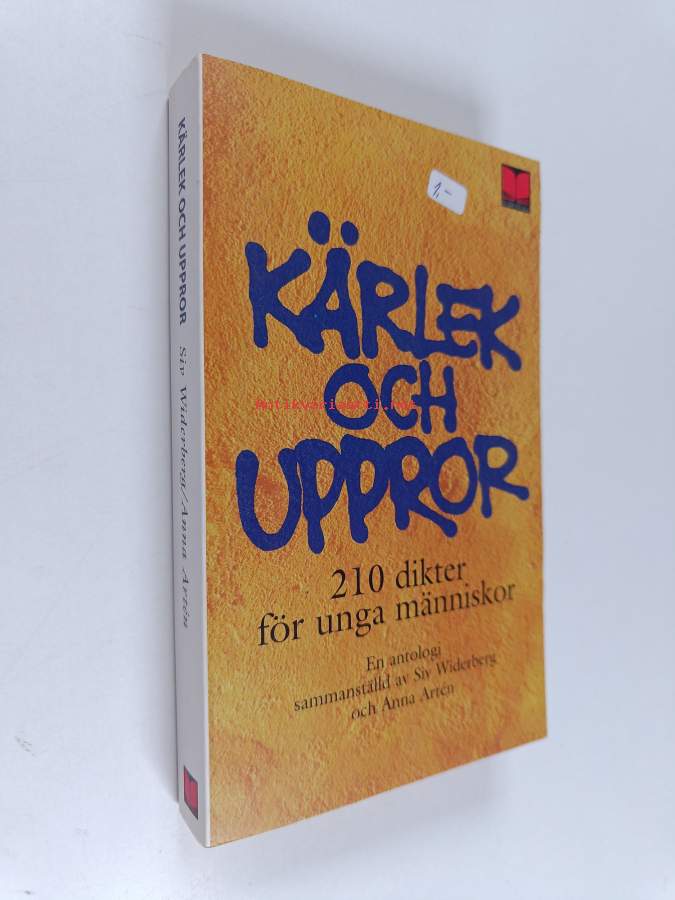 KÄRLEK OCH UPPROR Siv Widerberg/Anna Artén
1,-
KÄRLEK
OCH
UPPROR
210 dikter
för unga människor
En antologi
sammanställd av Siv Widerberg
och Anna Artén